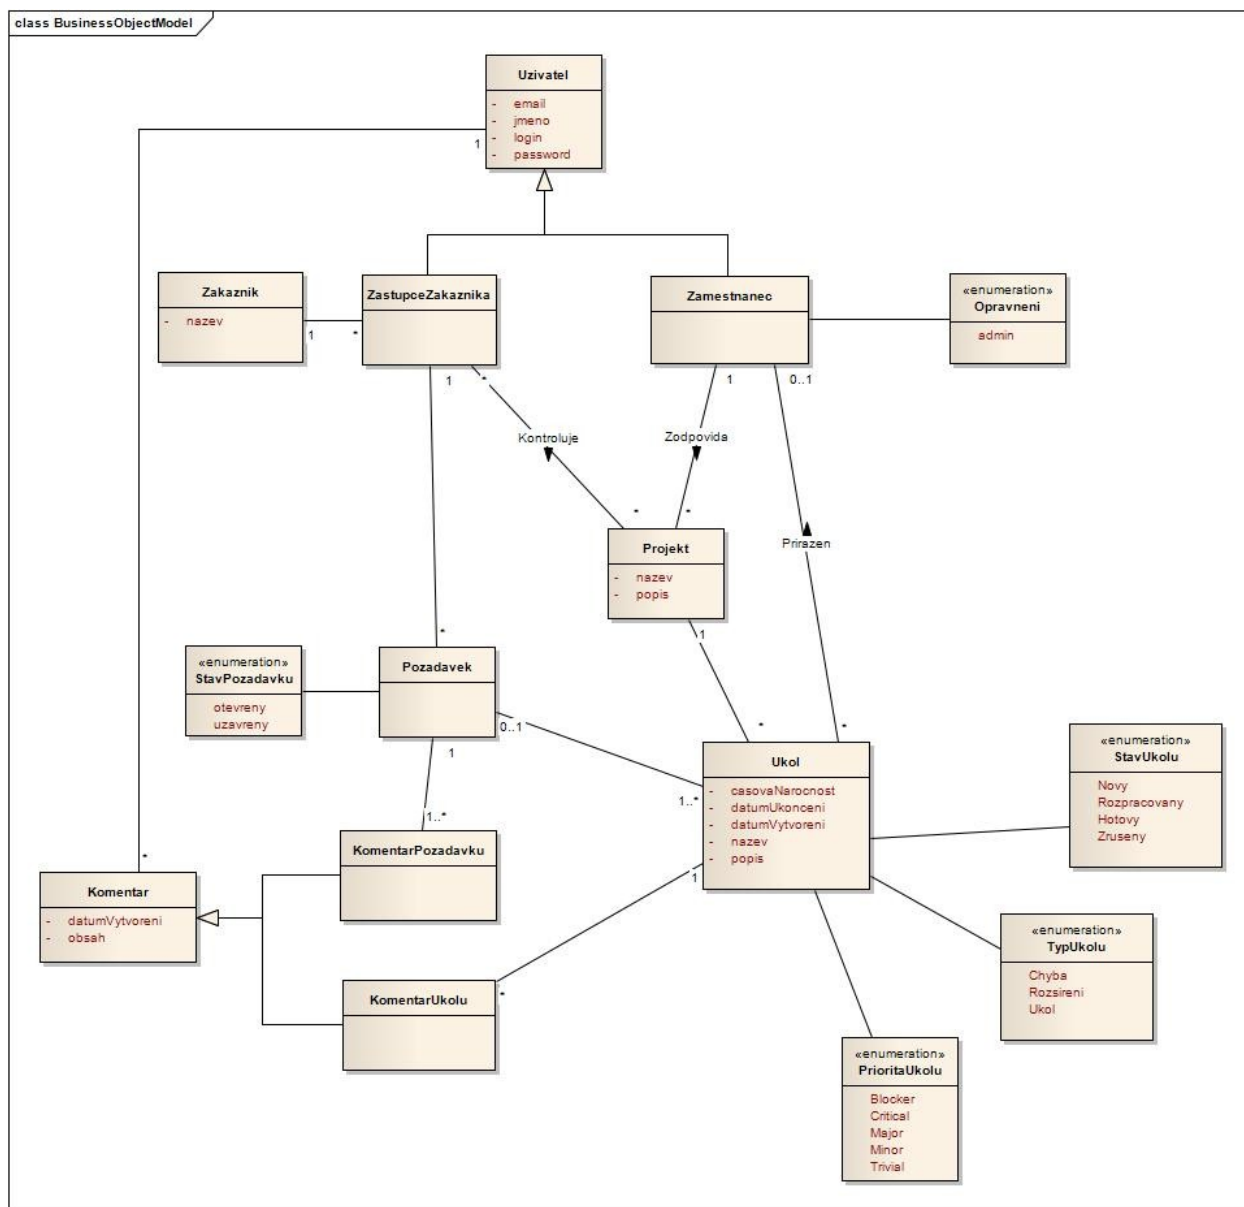 class BusinessObjectModel
Uzivatel
- email
- jmeno
- login
- password
1
Zakaznik
- nazev
1
*
ZastupceZakaznika
1
*
Zamestnanec
1
0..1
«enumeration»
Opravneni
admin
Kontroluje
Zodpovida
Prirazen
*
*
Projekt
- nazev
- popis
1
*
«enumeration»
StavPozadavku
otevreny
uzavreny
Pozadavek
0..1
1
*
*
Ukol
- casovaNarocnost
- datumUkonceni
- datumVytvoreni
- nazev
- popis
1..*
1
«enumeration»
StavUkolu
Novy
Rozpracovany
Hotovy
Zruseny
1..*
KomentarPozadavku
*
Komentar
- datumVytvoreni
- obsah
KomentarUkolu
*
«enumeration»
TypUkolu
Chyba
Rozsireni
Ukol
«enumeration»
PrioritaUkolu
Blocker
Critical
Major
Minor
Trivial